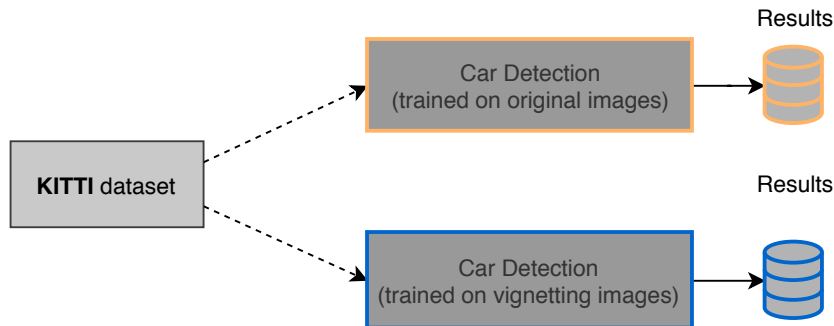 Results
Car Detection
(trained on original images)
KITTI dataset
Results
Car Detection
(trained on vignetting images)